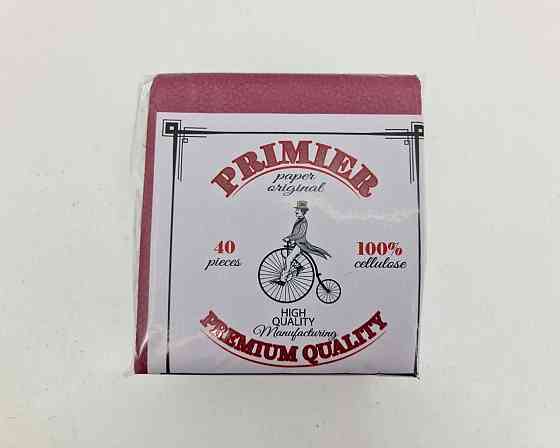 PRIMIER
paper
original
40
pieces
100%
cellulose
HIGH
QUALITY
Manufacturing
PREMIUM QUALITY